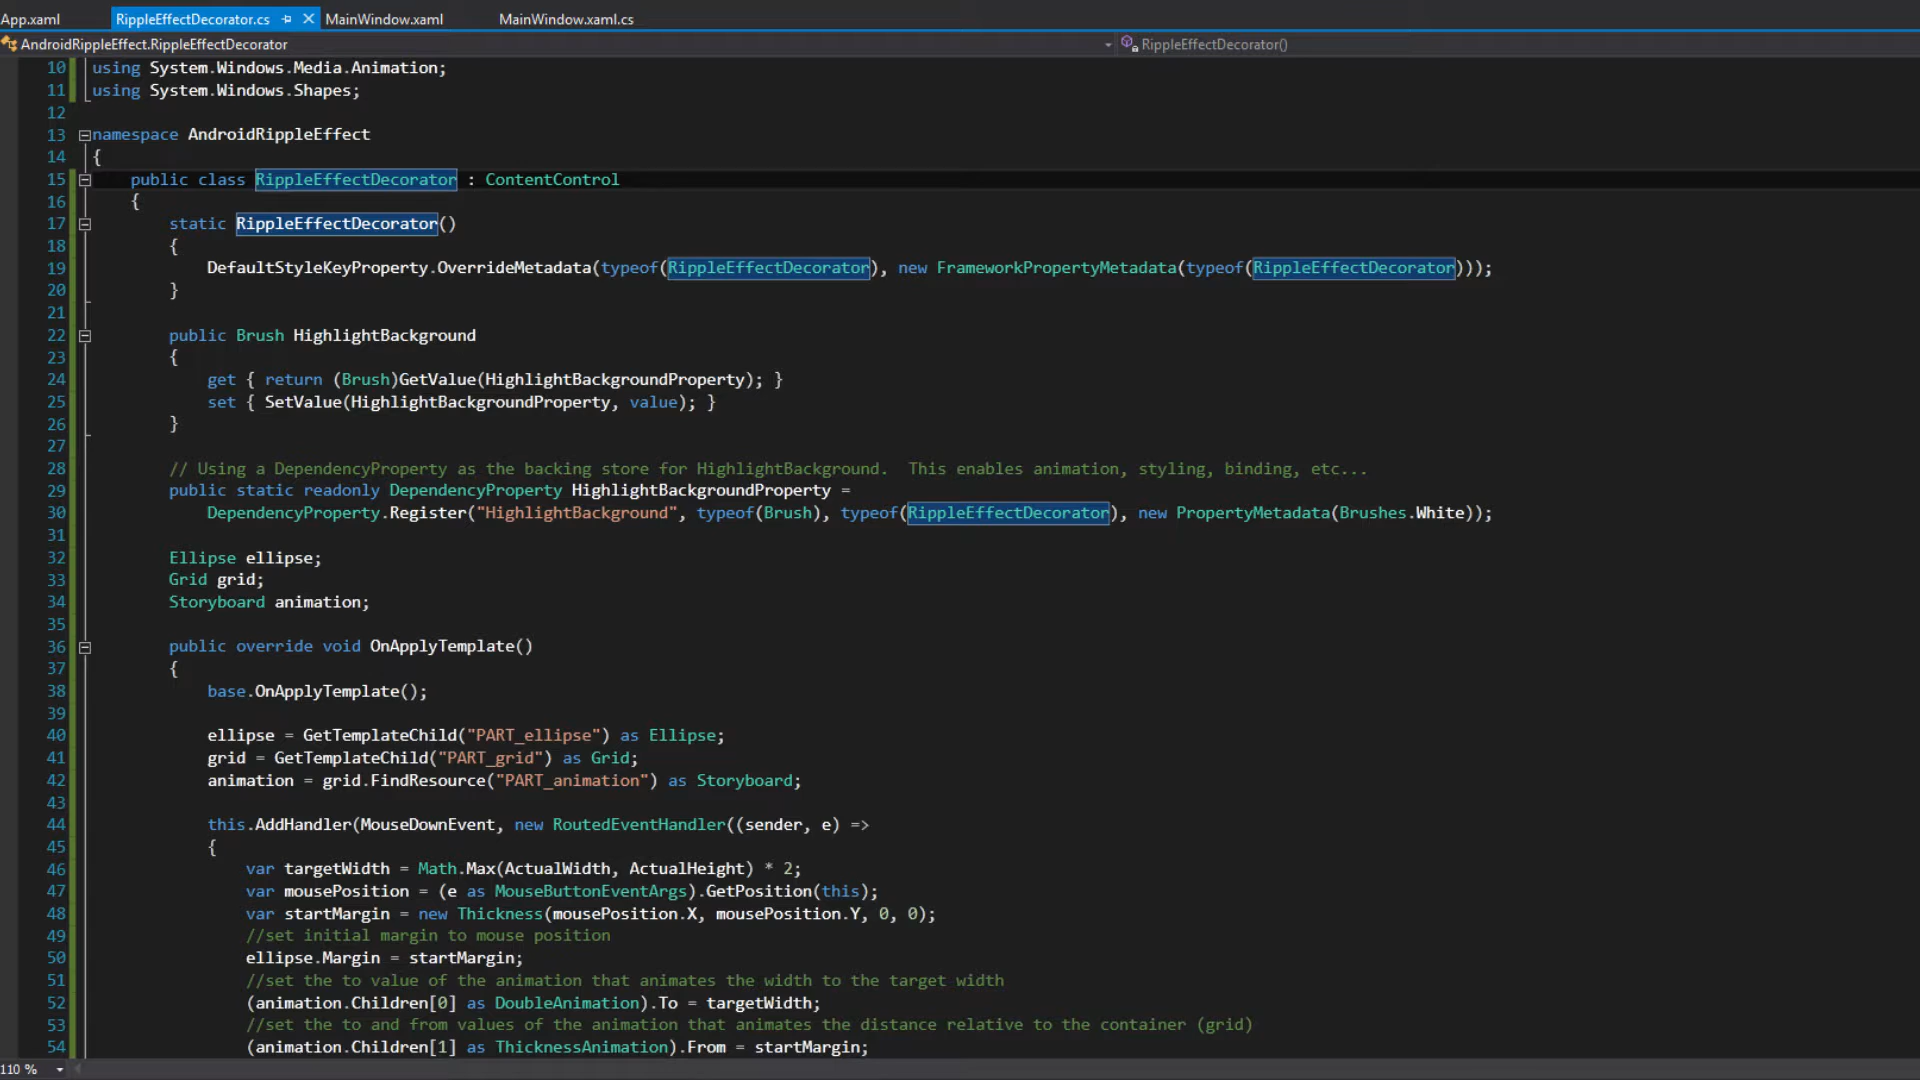 App.xaml RippleEffectDecorator.cs MainWindow.xaml MainWindow.xaml.cs
AndroidRippleEffect.RippleEffectDecorator RippleEffectDecorator()
10 using System.Windows.Media.Animation;
11 using System.Windows.Shapes;
12
13 namespace AndroidRippleEffect
14 {
15 public class RippleEffectDecorator : ContentControl
16 {
17 static RippleEffectDecorator()
18 {
19 DefaultStyleKeyProperty.OverrideMetadata(typeof(RippleEffectDecorator), new FrameworkPropertyMetadata(typeof(RippleEffectDecorator)));
20 }
21
22 public Brush HighlightBackground
23 {
24 get { return (Brush)GetValue(HighlightBackgroundProperty); }
25 set { SetValue(HighlightBackgroundProperty, value); }
26 }
27
28 // Using a DependencyProperty as the backing store for HighlightBackground.  This enables animation, styling, binding, etc...
29 public static readonly DependencyProperty HighlightBackgroundProperty =
30 DependencyProperty.Register("HighlightBackground", typeof(Brush), typeof(RippleEffectDecorator), new PropertyMetadata(Brushes.White));
31
32 Ellipse ellipse;
33 Grid grid;
34 Storyboard animation;
35
36 public override void OnApplyTemplate()
37 {
38 base.OnApplyTemplate();
39
40 ellipse = GetTemplateChild("PART_ellipse") as Ellipse;
41 grid = GetTemplateChild("PART_grid") as Grid;
42 animation = grid.FindResource("PART_animation") as Storyboard;
43
44 this.AddHandler(MouseDownEvent, new RoutedEventHandler((sender, e) =>
45 {
46 var targetWidth = Math.Max(ActualWidth, ActualHeight) * 2;
47 var mousePosition = (e as MouseButtonEventArgs).GetPosition(this);
48 var startMargin = new Thickness(mousePosition.X, mousePosition.Y, 0, 0);
49 //set initial margin to mouse position
50 ellipse.Margin = startMargin;
51 //set the to value of the animation that animates the width to the target width
52 (animation.Children[0] as DoubleAnimation).To = targetWidth;
53 //set the to and from values of the animation that animates the distance relative to the container (grid)
54 (animation.Children[1] as ThicknessAnimation).From = startMargin;
110 %